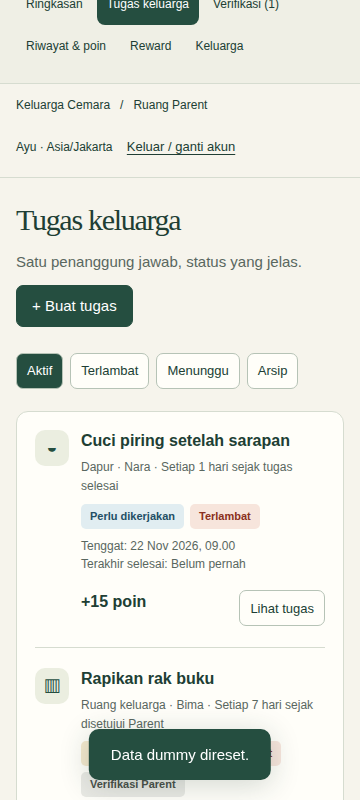 Ringkasan Tugas keluarga Verifikasi (1)
Riwayat & poin Reward Keluarga
Keluarga Cemara / Ruang Parent
Ayu · Asia/Jakarta Keluar / ganti akun
Tugas keluarga
Satu penanggung jawab, status yang jelas.
+ Buat tugas
Aktif Terlambat Menunggu Arsip
Cuci piring setelah sarapan
Dapur · Nara · Setiap 1 hari sejak tugas
selesai
Perlu dikerjakan Terlambat
Tenggat: 22 Nov 2026, 09.00
Terakhir selesai: Belum pernah
+15 poin Lihat tugas
Rapikan rak buku
Ruang keluarga · Bima · Setiap 7 hari sejak
disetujui Parent
Data dummy direset.
Verifikasi Parent